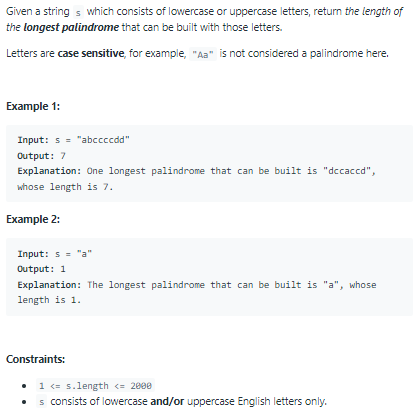 Given a string s which consists of lowercase or uppercase letters, return the length of
the longest palindrome that can be built with those letters.
Letters are case sensitive, for example, "Aa" is not considered a palindrome here.
Example 1:
Input: s = "abccccdd"
Output: 7
Explanation: One longest palindrome that can be built is "dccaccd",
whose length is 7.
Example 2:
Input: s = "a"
Output: 1
Explanation: The longest palindrome that can be built is "a", whose
length is 1.
Constraints:
• 1 <= s.length <= 2000
• s consists of lowercase and/or uppercase English letters only.